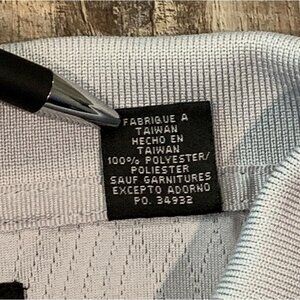 FABRIQUE A
TAIWAN
HECHO EN
TAIWAN
100% POLYESTER/
POLIESTER
SAUF GARNITURES
EXCEPTO ADORNO
PO. 34932